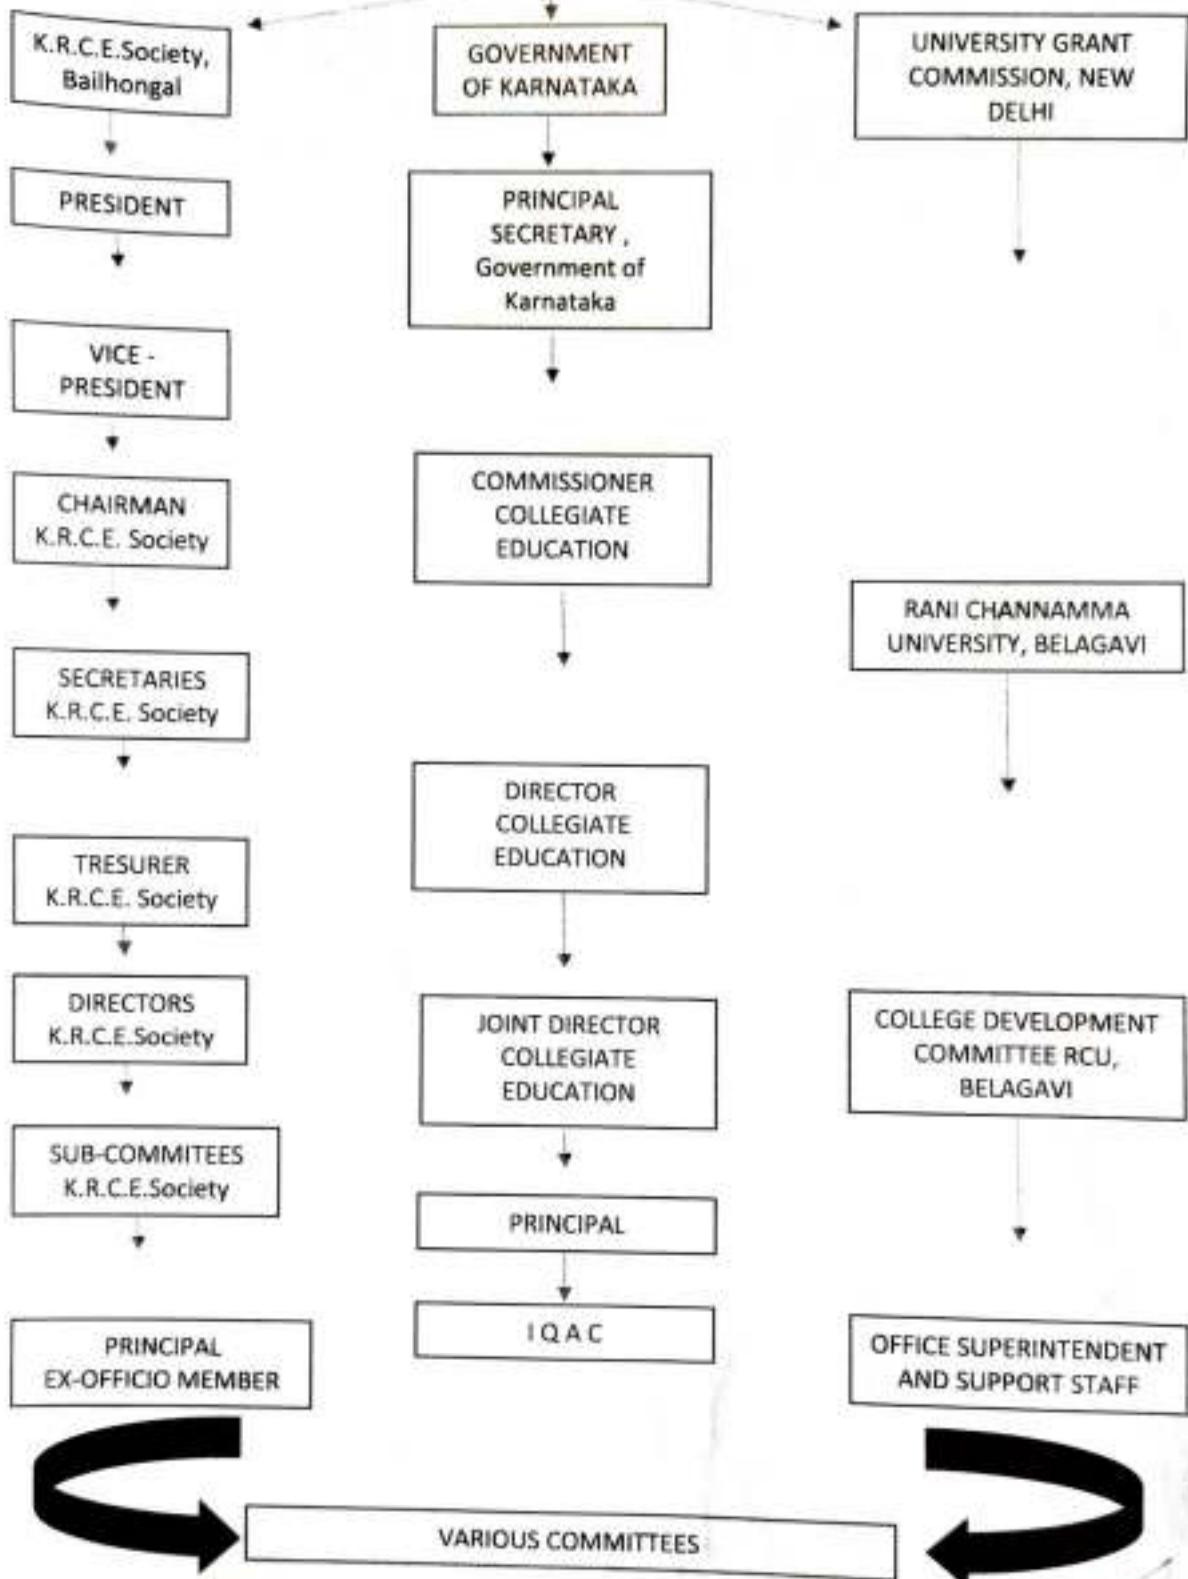 K.R.C.E.Society,
Bailhongal
PRESIDENT
VICE -
PRESIDENT
CHAIRMAN
K.R.C.E. Society
SECRETARIES
K.R.C.E. Society
TRESURER
K.R.C.E. Society
DIRECTORS
K.R.C.E.Society
SUB-COMMITEES
K.R.C.E.Society
PRINCIPAL
EX-OFFICIO MEMBER
GOVERNMENT
OF KARNATAKA
PRINCIPAL
SECRETARY ,
Government of
Karnataka
COMMISSIONER
COLLEGIATE
EDUCATION
DIRECTOR
COLLEGIATE
EDUCATION
JOINT DIRECTOR
COLLEGIATE
EDUCATION
PRINCIPAL
I Q A C
UNIVERSITY GRANT
COMMISSION, NEW
DELHI
RANI CHANNAMMA
UNIVERSITY, BELAGAVI
COLLEGE DEVELOPMENT
COMMITTEE RCU,
BELAGAVI
OFFICE SUPERINTENDENT
AND SUPPORT STAFF
VARIOUS COMMITTEES